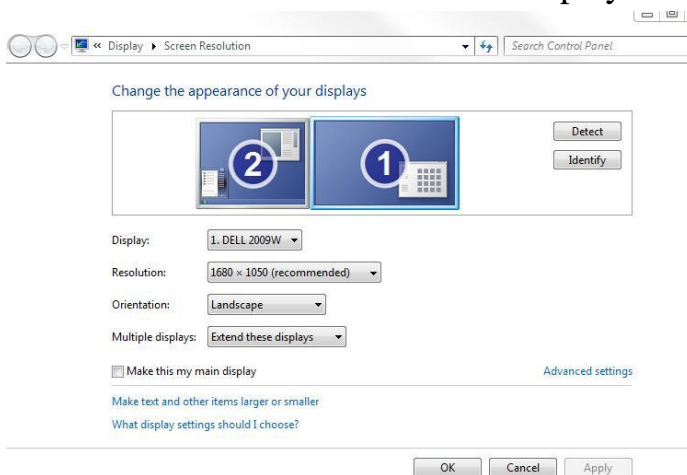 « Display ▸ Screen Resolution
Search Control Panel
Change the appearance of your displays
2
1
Detect
Identify
Display: 1. DELL 2009W
Resolution: 1680 × 1050 (recommended)
Orientation: Landscape
Multiple displays: Extend these displays
Make this my main display
Advanced settings
Make text and other items larger or smaller
What display settings should I choose?
OK Cancel Apply